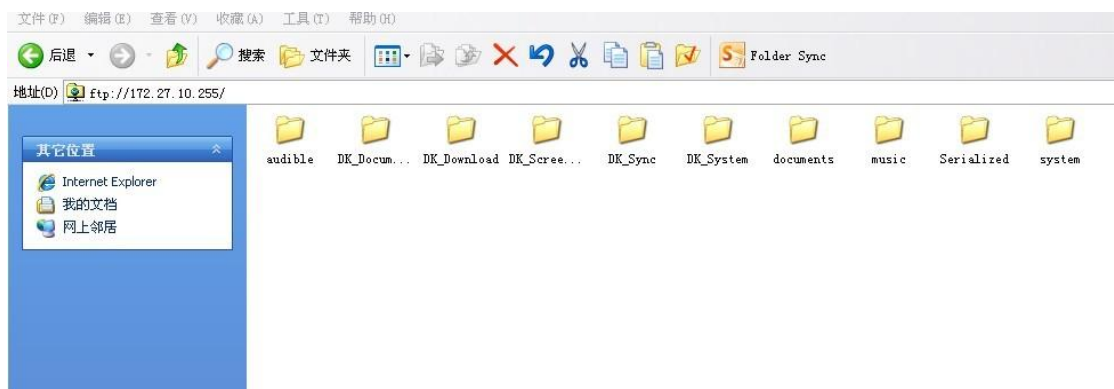 文件(F) 编辑(E) 查看(V) 收藏(A) 工具(T) 帮助(H)
后退 搜索 文件夹 Folder Sync
地址(D) ftp://172.27.10.255/
其它位置
Internet Explorer
我的文档
网上邻居
audible DK_Docum... DK_Download DK_Scree... DK_Sync DK_System documents music Serialized system